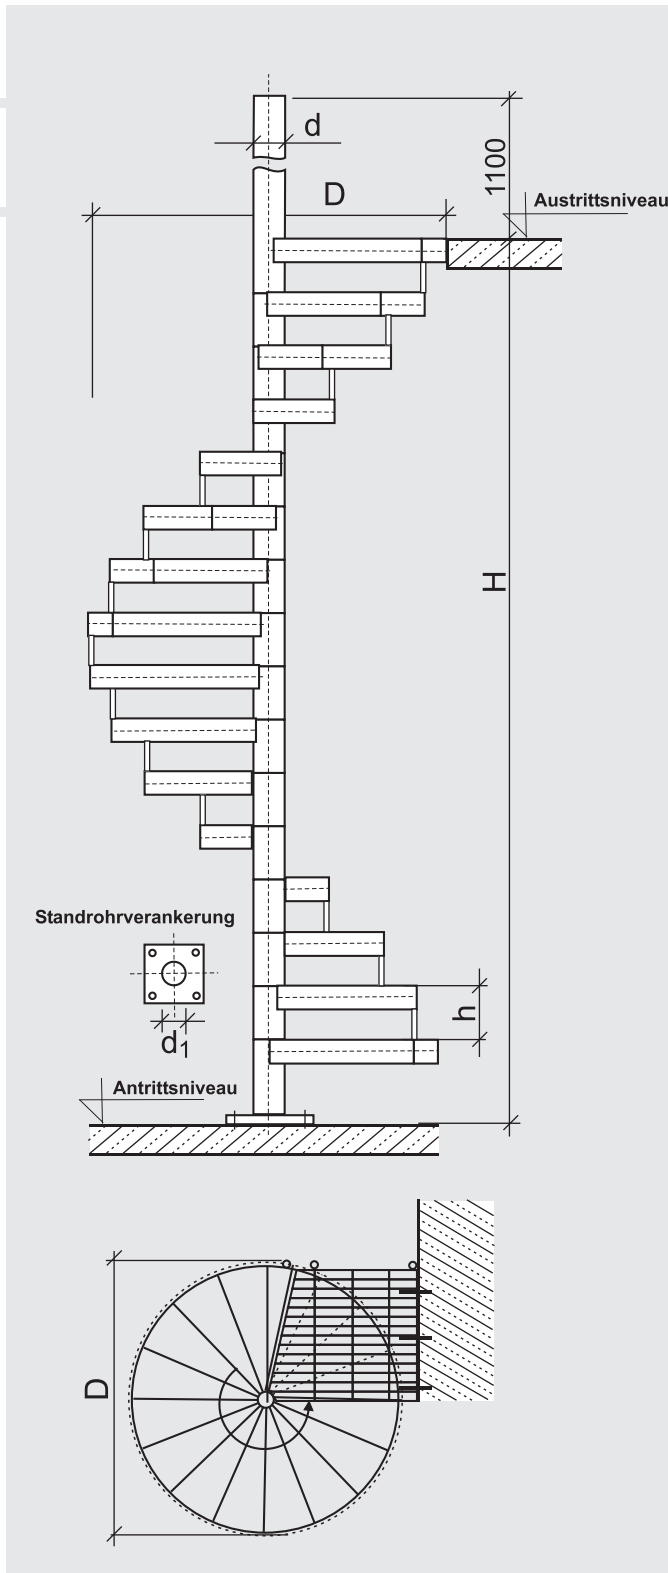 d
1100
D
Austrittsniveau
H
Standrohrverankerung
h
d1
Antrittsniveau
D